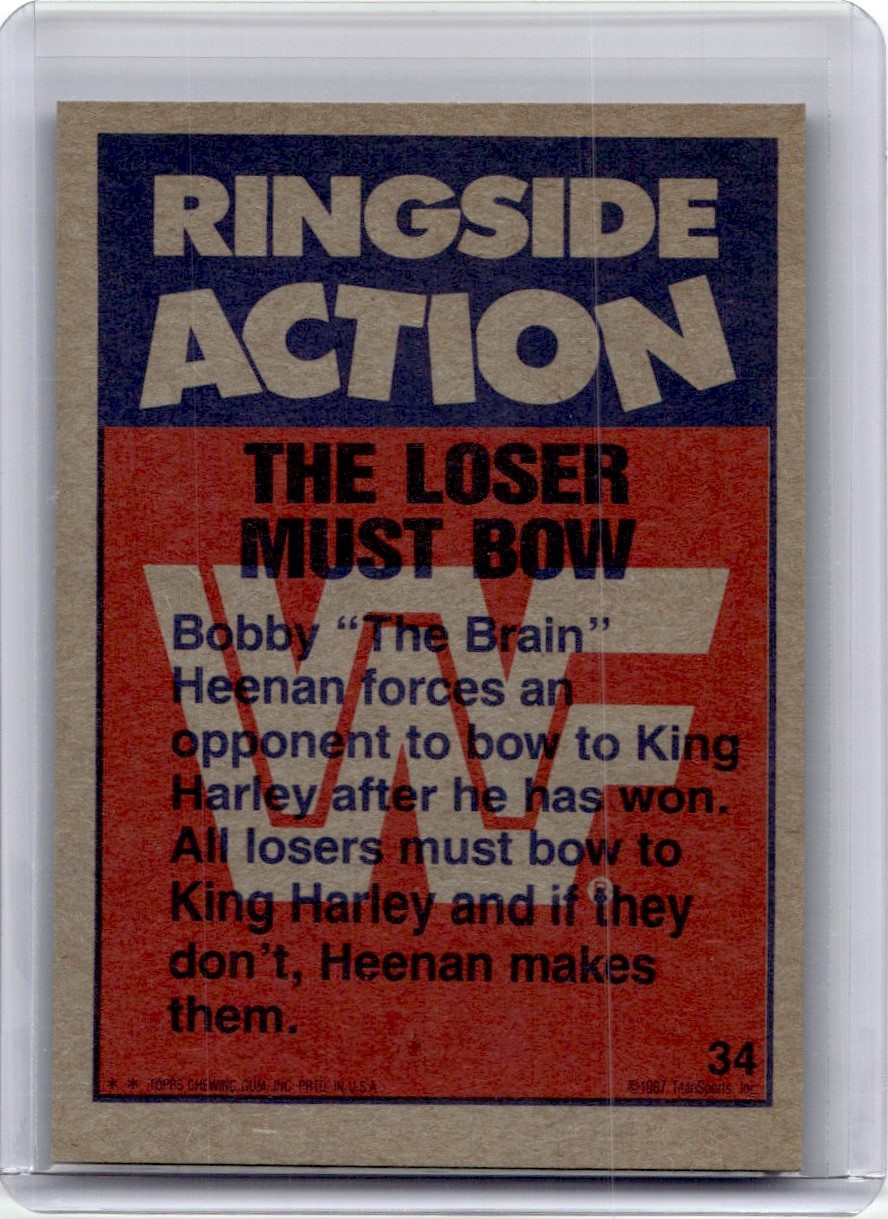 RINGSIDE
ACTION
THE LOSER
MUST BOW
WF
Bobby “The Brain”
Heenan forces an
opponent to bow to King
Harley after he has won.
All losers must bow to
King Harley and if they
don’t, Heenan makes
them.
®
34
* * TOPPS CHEWING GUM, INC. PRTD. IN U.S.A.
©1987 TitanSports, Inc.